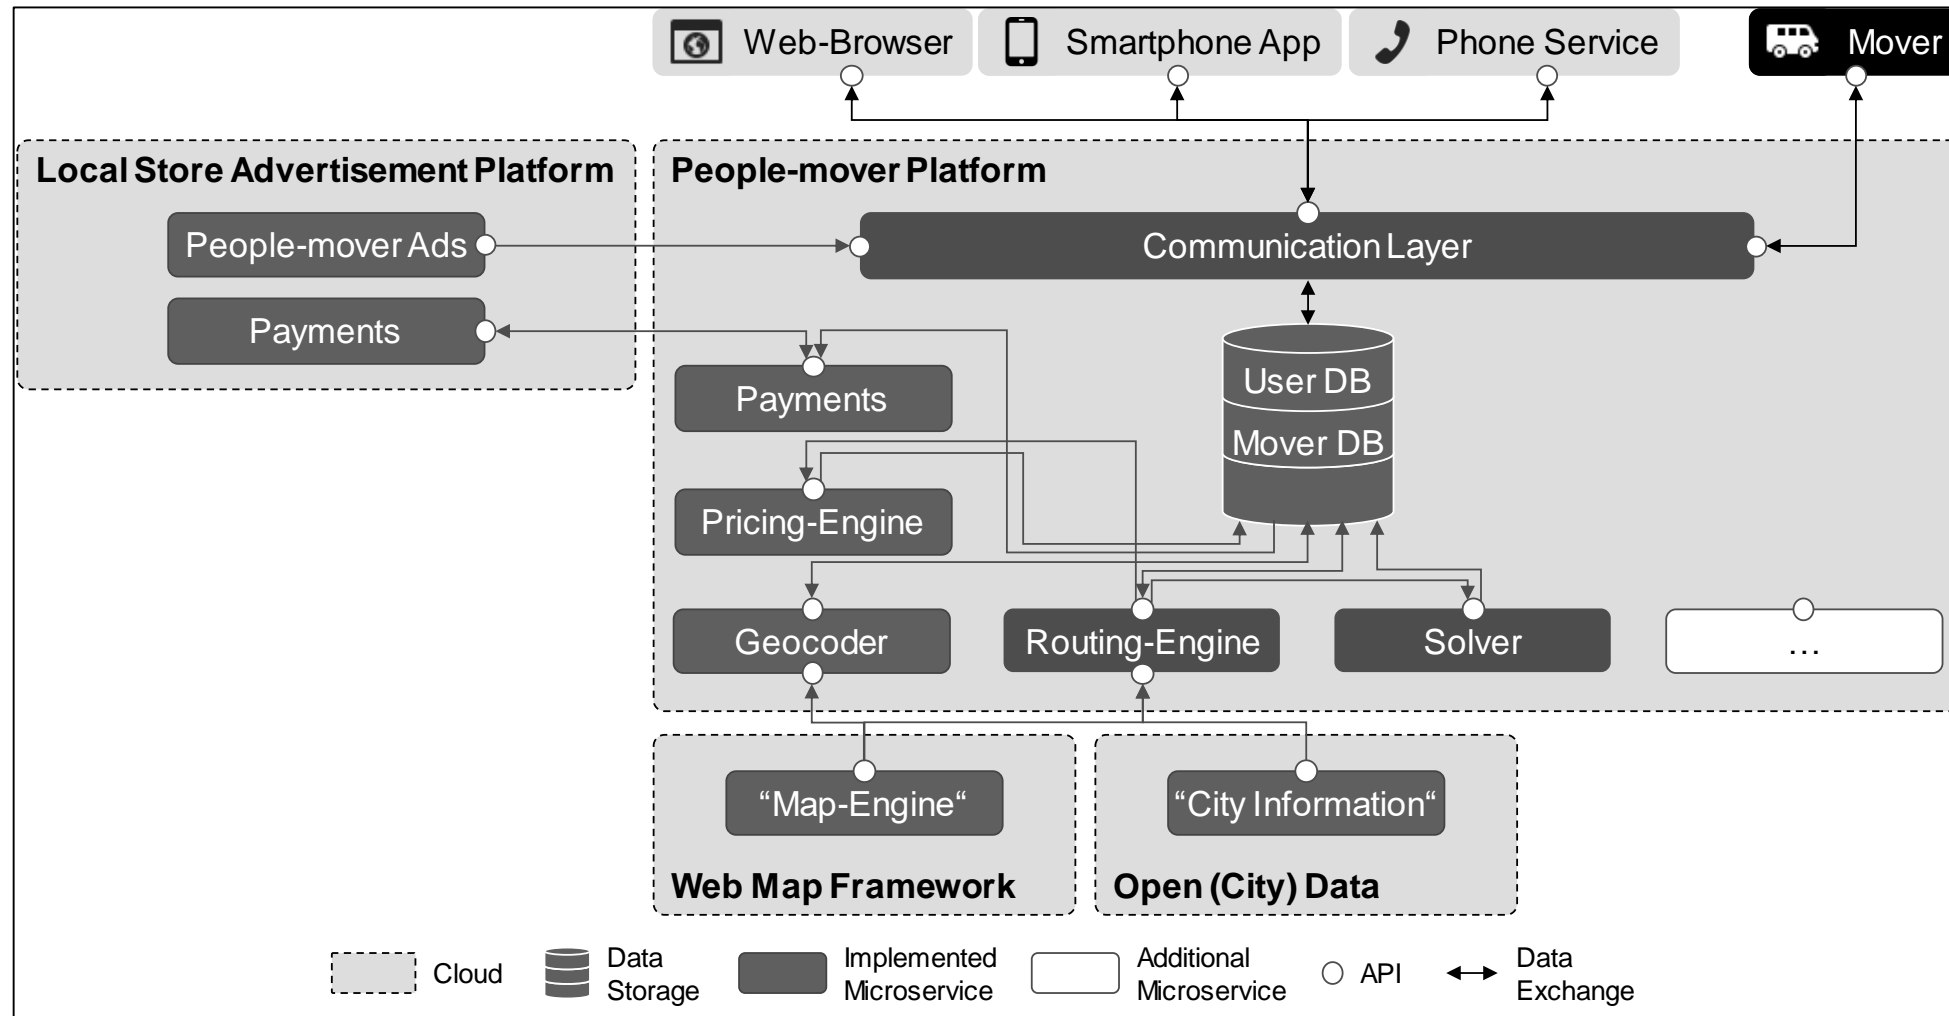 Web-Browser
Smartphone App
Phone Service
Mover
Local Store Advertisement Platform
People-mover Platform
People-mover Ads
Communication Layer
Payments
Payments
User DB
Mover DB
Pricing-Engine
Geocoder
Routing-Engine
Solver
...
“Map-Engine“
“City Information“
Web Map Framework
Open (City) Data
Cloud
Data
Storage
Implemented
Microservice
Additional
Microservice
API
Data
Exchange